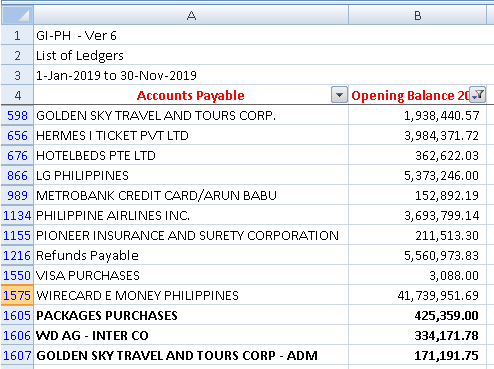 A B
1 GI-PH - Ver 6
2 List of Ledgers
3 1-Jan-2019 to 30-Nov-2019
4 Accounts Payable Opening Balance 20
598 GOLDEN SKY TRAVEL AND TOURS CORP. 1,938,440.57
656 HERMES I TICKET PVT LTD 3,984,371.72
676 HOTELBEDS PTE LTD 362,622.03
866 LG PHILIPPINES 5,373,246.00
989 METROBANK CREDIT CARD/ARUN BABU 152,892.19
1134 PHILIPPINE AIRLINES INC. 3,693,799.14
1155 PIONEER INSURANCE AND SURETY CORPORATION 211,513.30
1216 Refunds Payable 5,560,973.83
1550 VISA PURCHASES 3,088.00
1575 WIRECARD E MONEY PHILIPPINES 41,739,951.69
1605 PACKAGES PURCHASES 425,359.00
1606 WD AG - INTER CO 334,171.78
1607 GOLDEN SKY TRAVEL AND TOURS CORP - ADM 171,191.75